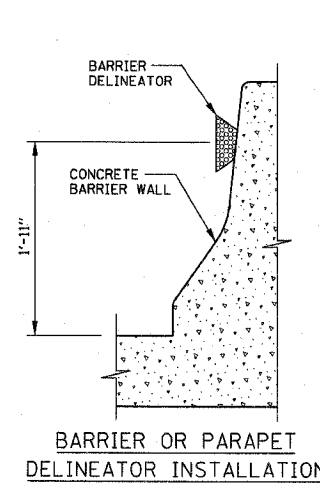 BARRIER
DELINEATOR
CONCRETE
BARRIER WALL
1'-11"
BARRIER OR PARAPET
DELINEATOR INSTALLATION